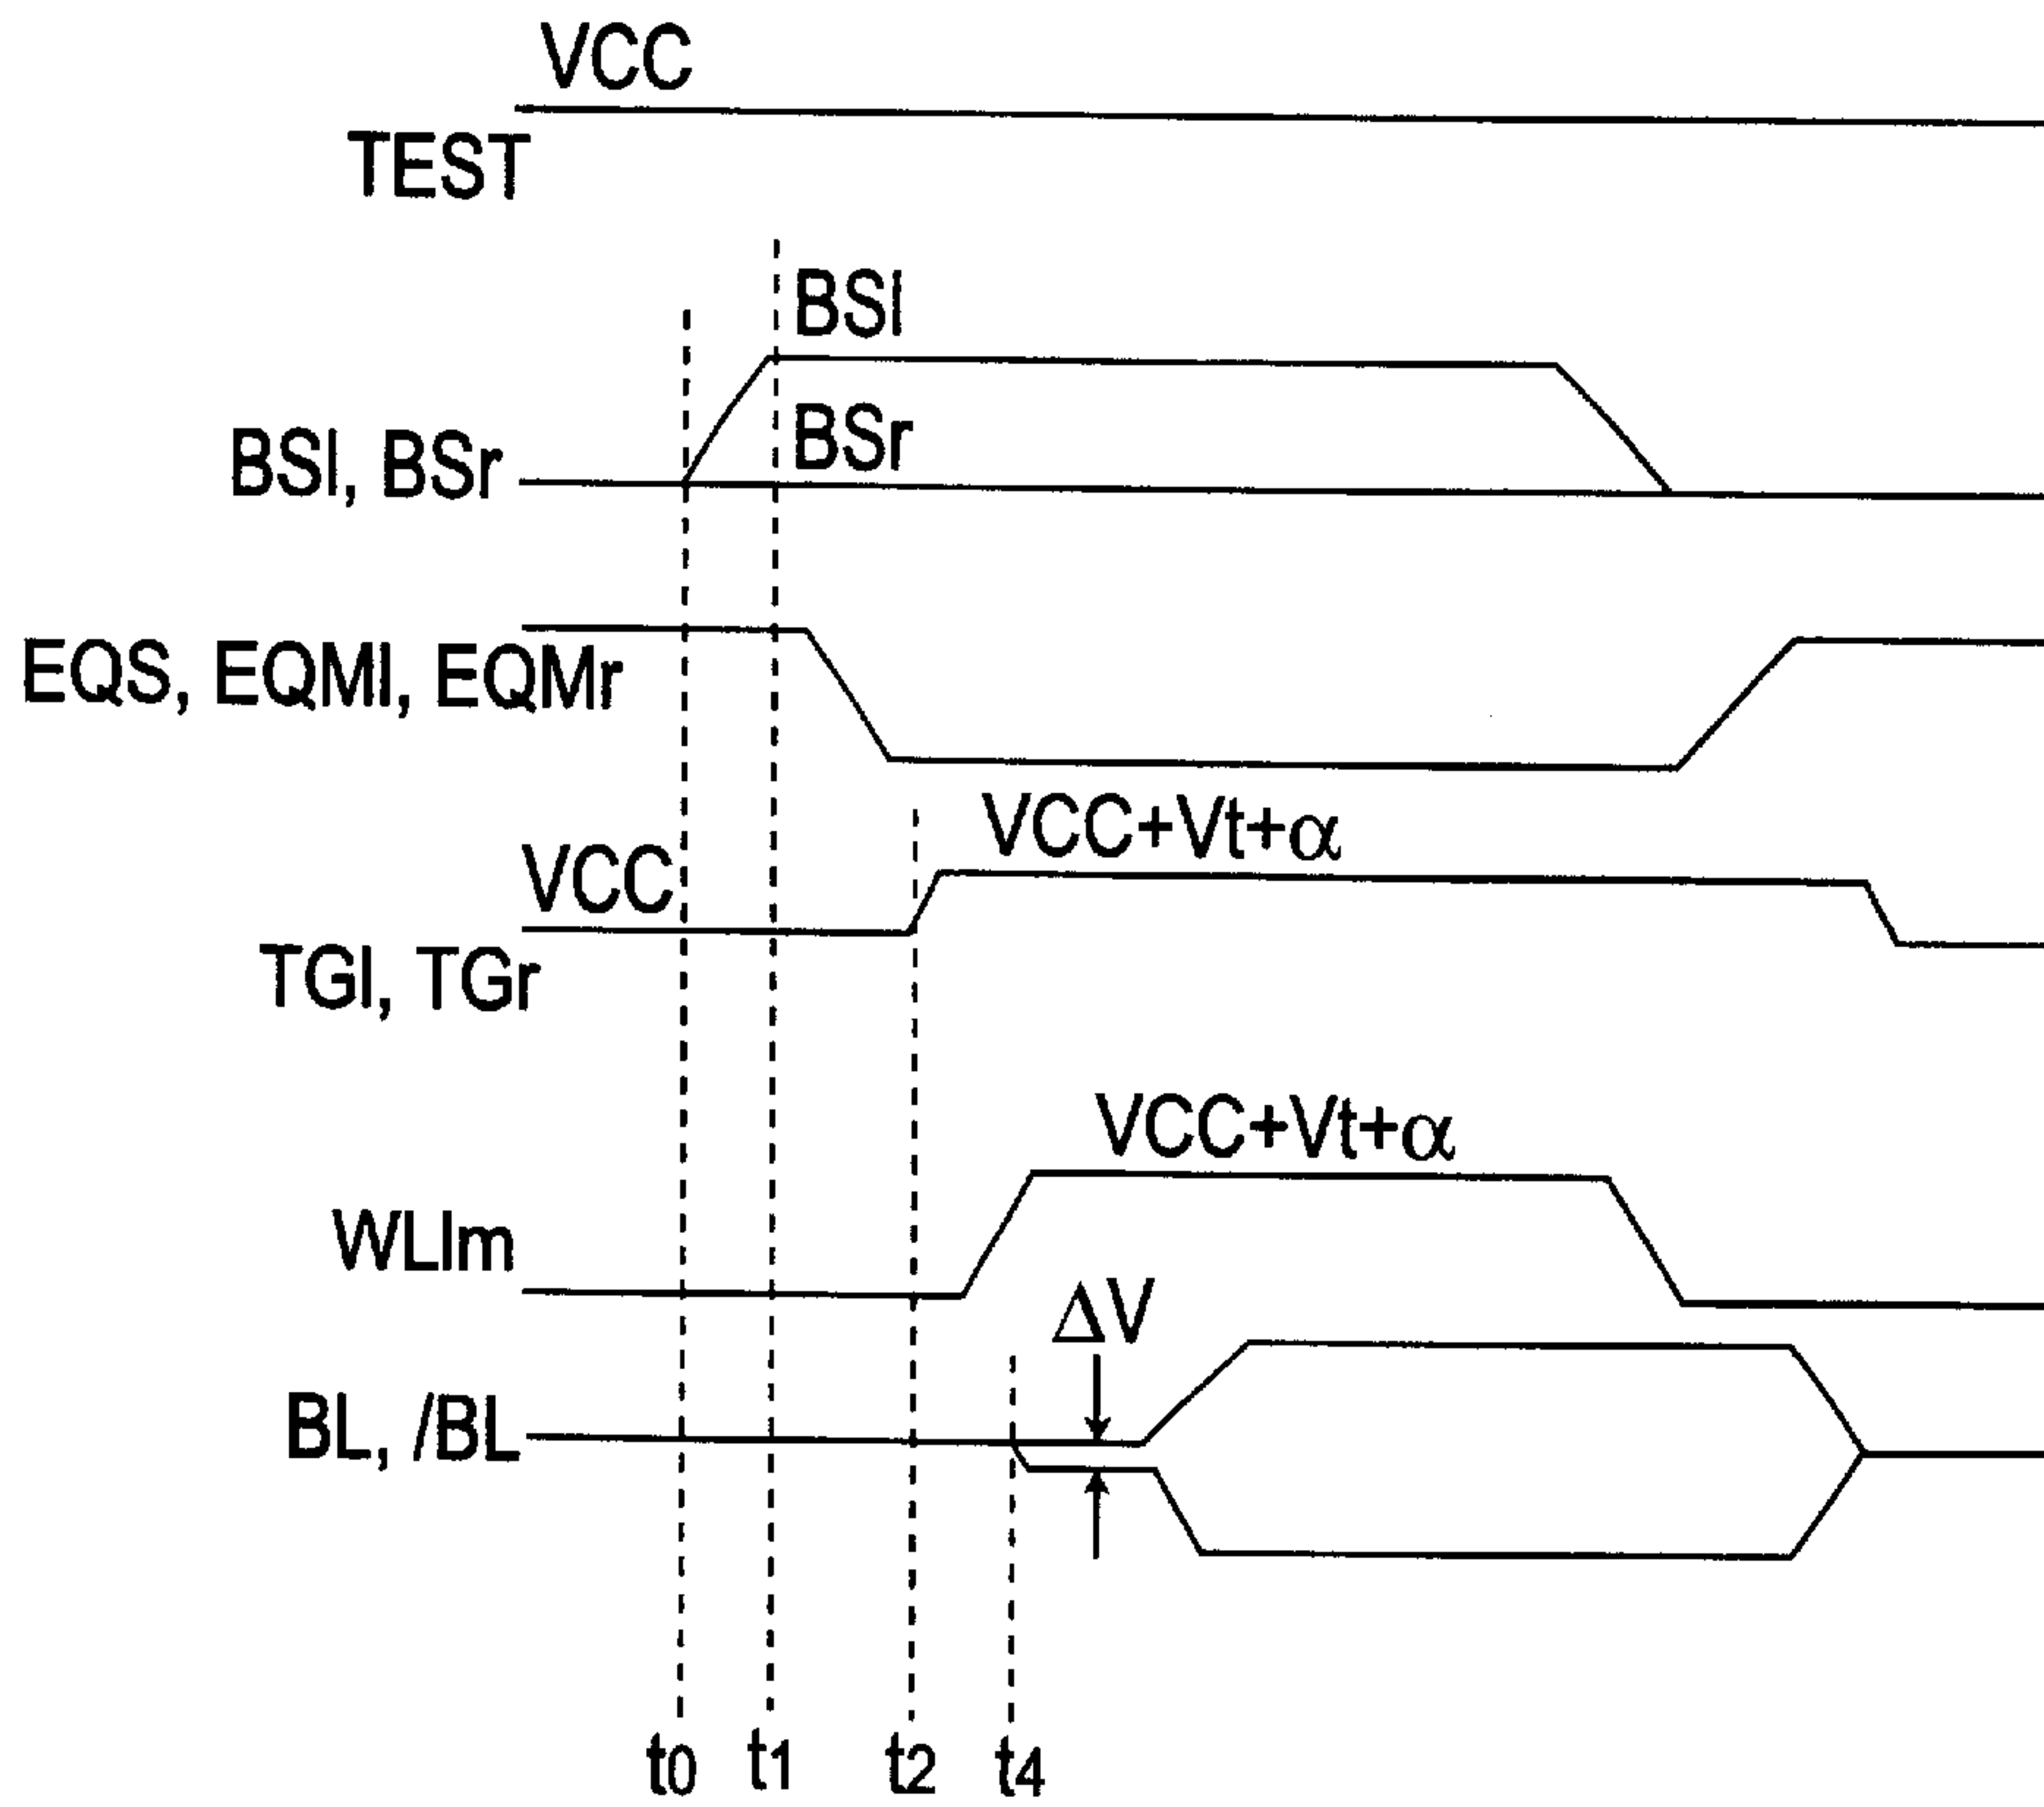 VCC
TEST
BSl
BSr
BSl, BSr
EQS, EQMl, EQMr
VCC+Vt+α
VCC
TGl, TGr
VCC+Vt+α
WLlm
ΔV
BL, /BL
t0 t1 t2 t4